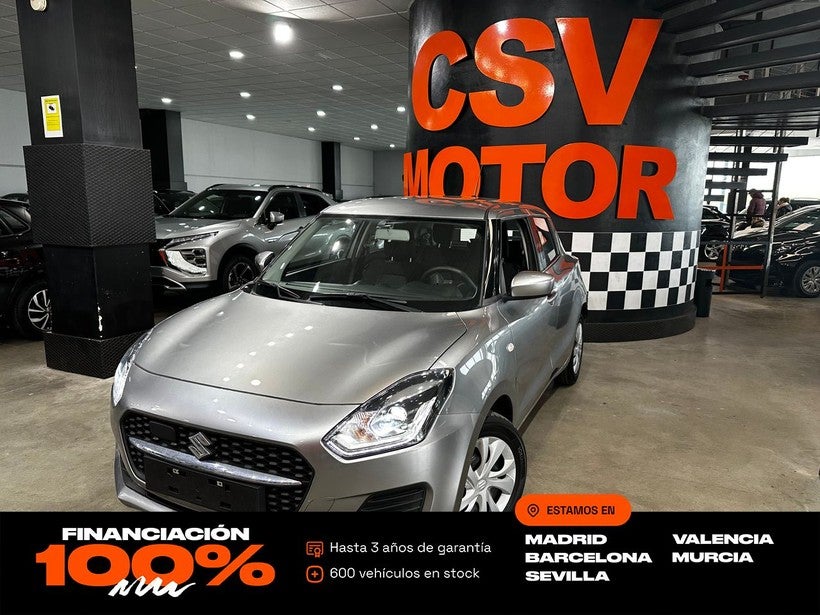 CSV
MOTOR
FINANCIACIÓN
100%
Hasta 3 años de garantía
600 vehículos en stock
ESTAMOS EN
MADRID
BARCELONA
SEVILLA
VALENCIA
MURCIA